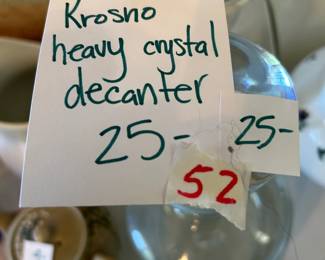 Krosno
heavy crystal
decanter
25- 25-
52